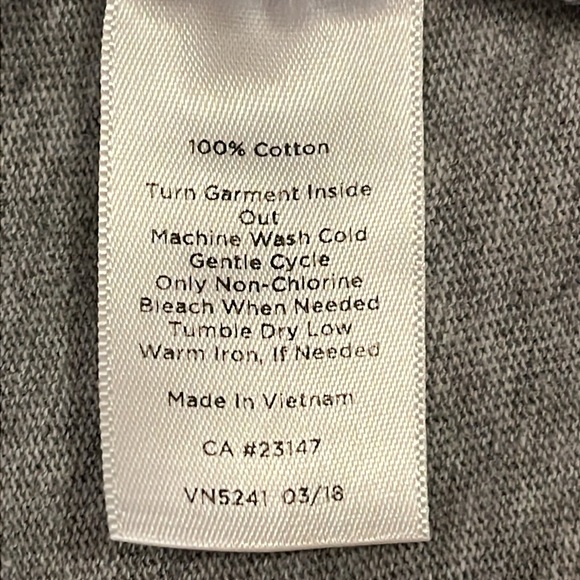 100% Cotton
Turn Garment Inside
Out
Machine Wash Cold
Gentle Cycle
Only Non-Chlorine
Bleach When Needed
Tumble Dry Low
Warm Iron, If Needed
Made In Vietnam
CA #23147
VN5241 03/18